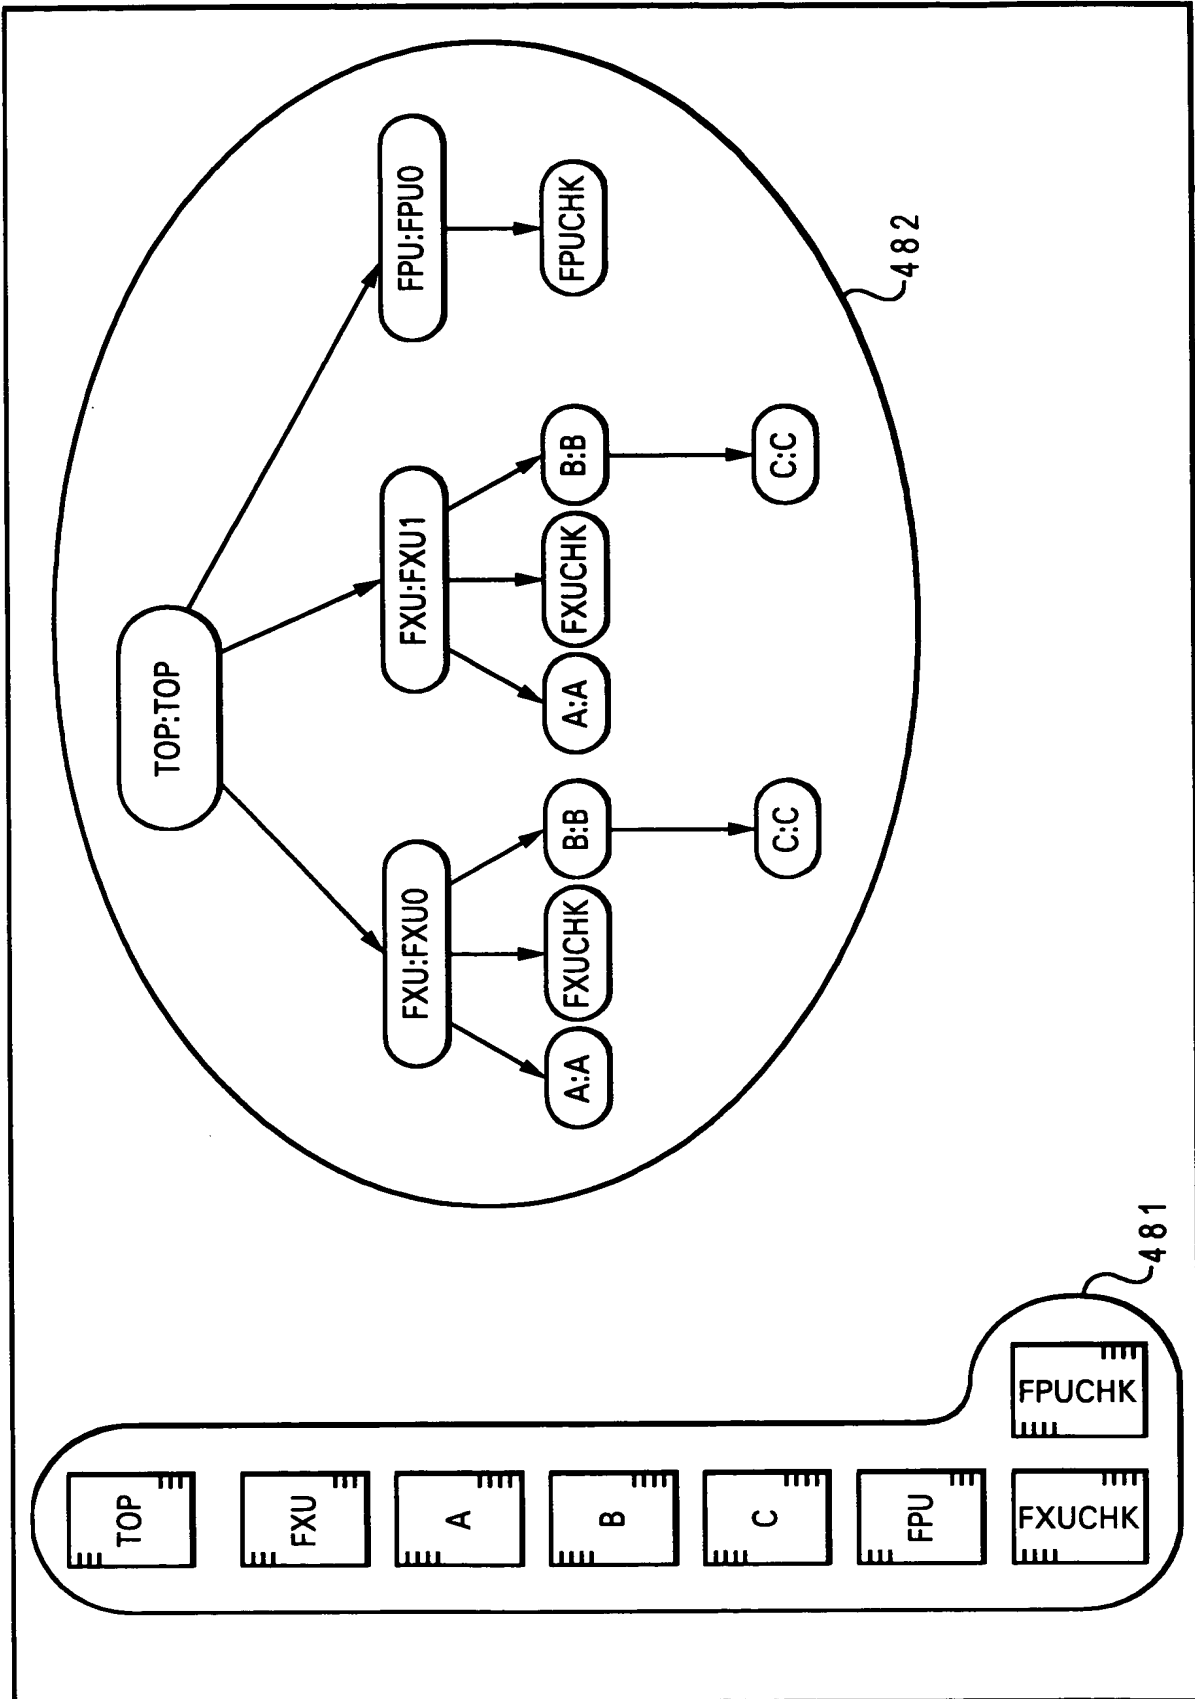 TOP
FXU
A
B
C
FPU
FXUCHK
FPUCHK
481
TOP:TOP
FXU:FXU0
FXU:FXU1
FPU:FPU0
A:A
FXUCHK
B:B
A:A
FXUCHK
B:B
FPUCHK
C:C
C:C
482